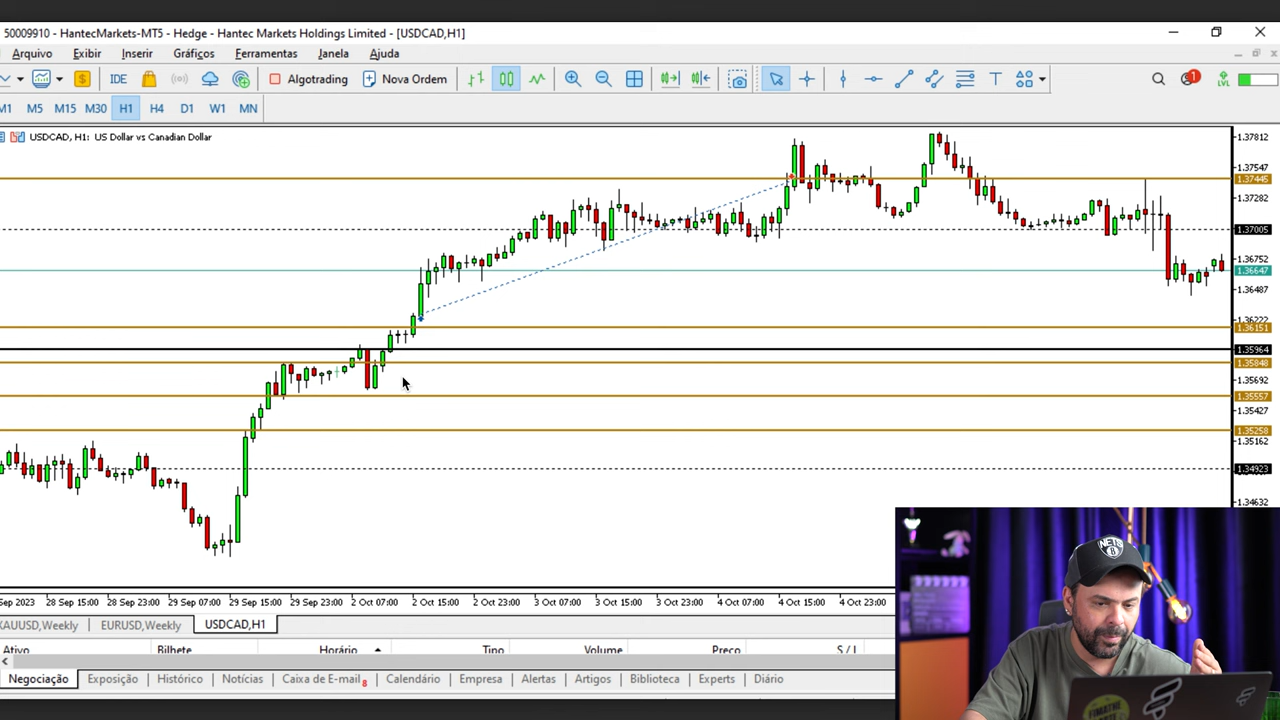 50009910 - HantecMarkets-MT5 - Hedge - Hantec Markets Holdings Limited - [USDCAD,H1]
Arquivo Exibir Inserir Gráficos Ferramentas Janela Ajuda
IDE Algotrading Nova Ordem LVL 1
M1 M5 M15 M30 H1 H4 D1 W1 MN
USDCAD, H1: US Dollar vs Canadian Dollar
1.37812
1.37547
1.37445
1.37282
1.37005
1.36752
1.36647
1.36487
1.36222
1.36151
1.35964
1.35848
1.35692
1.35557
1.35427
1.35258
1.35162
1.34923
1.34632
Sep 2023 28 Sep 15:00 28 Sep 23:00 29 Sep 07:00 29 Sep 15:00 29 Sep 23:00 2 Oct 07:00 2 Oct 15:00 2 Oct 23:00 3 Oct 07:00 3 Oct 15:00 3 Oct 23:00 4 Oct 07:00 4 Oct 15:00 4 Oct 23:00
XAUUSD,Weekly EURUSD,Weekly USDCAD,H1
Ativo Bilhete Horário Tipo Volume Preço S / L
Negociação Exposição Histórico Notícias Caixa de E-mail 8 Calendário Empresa Alertas Artigos Biblioteca Experts Diário
NETS
FIMATHE